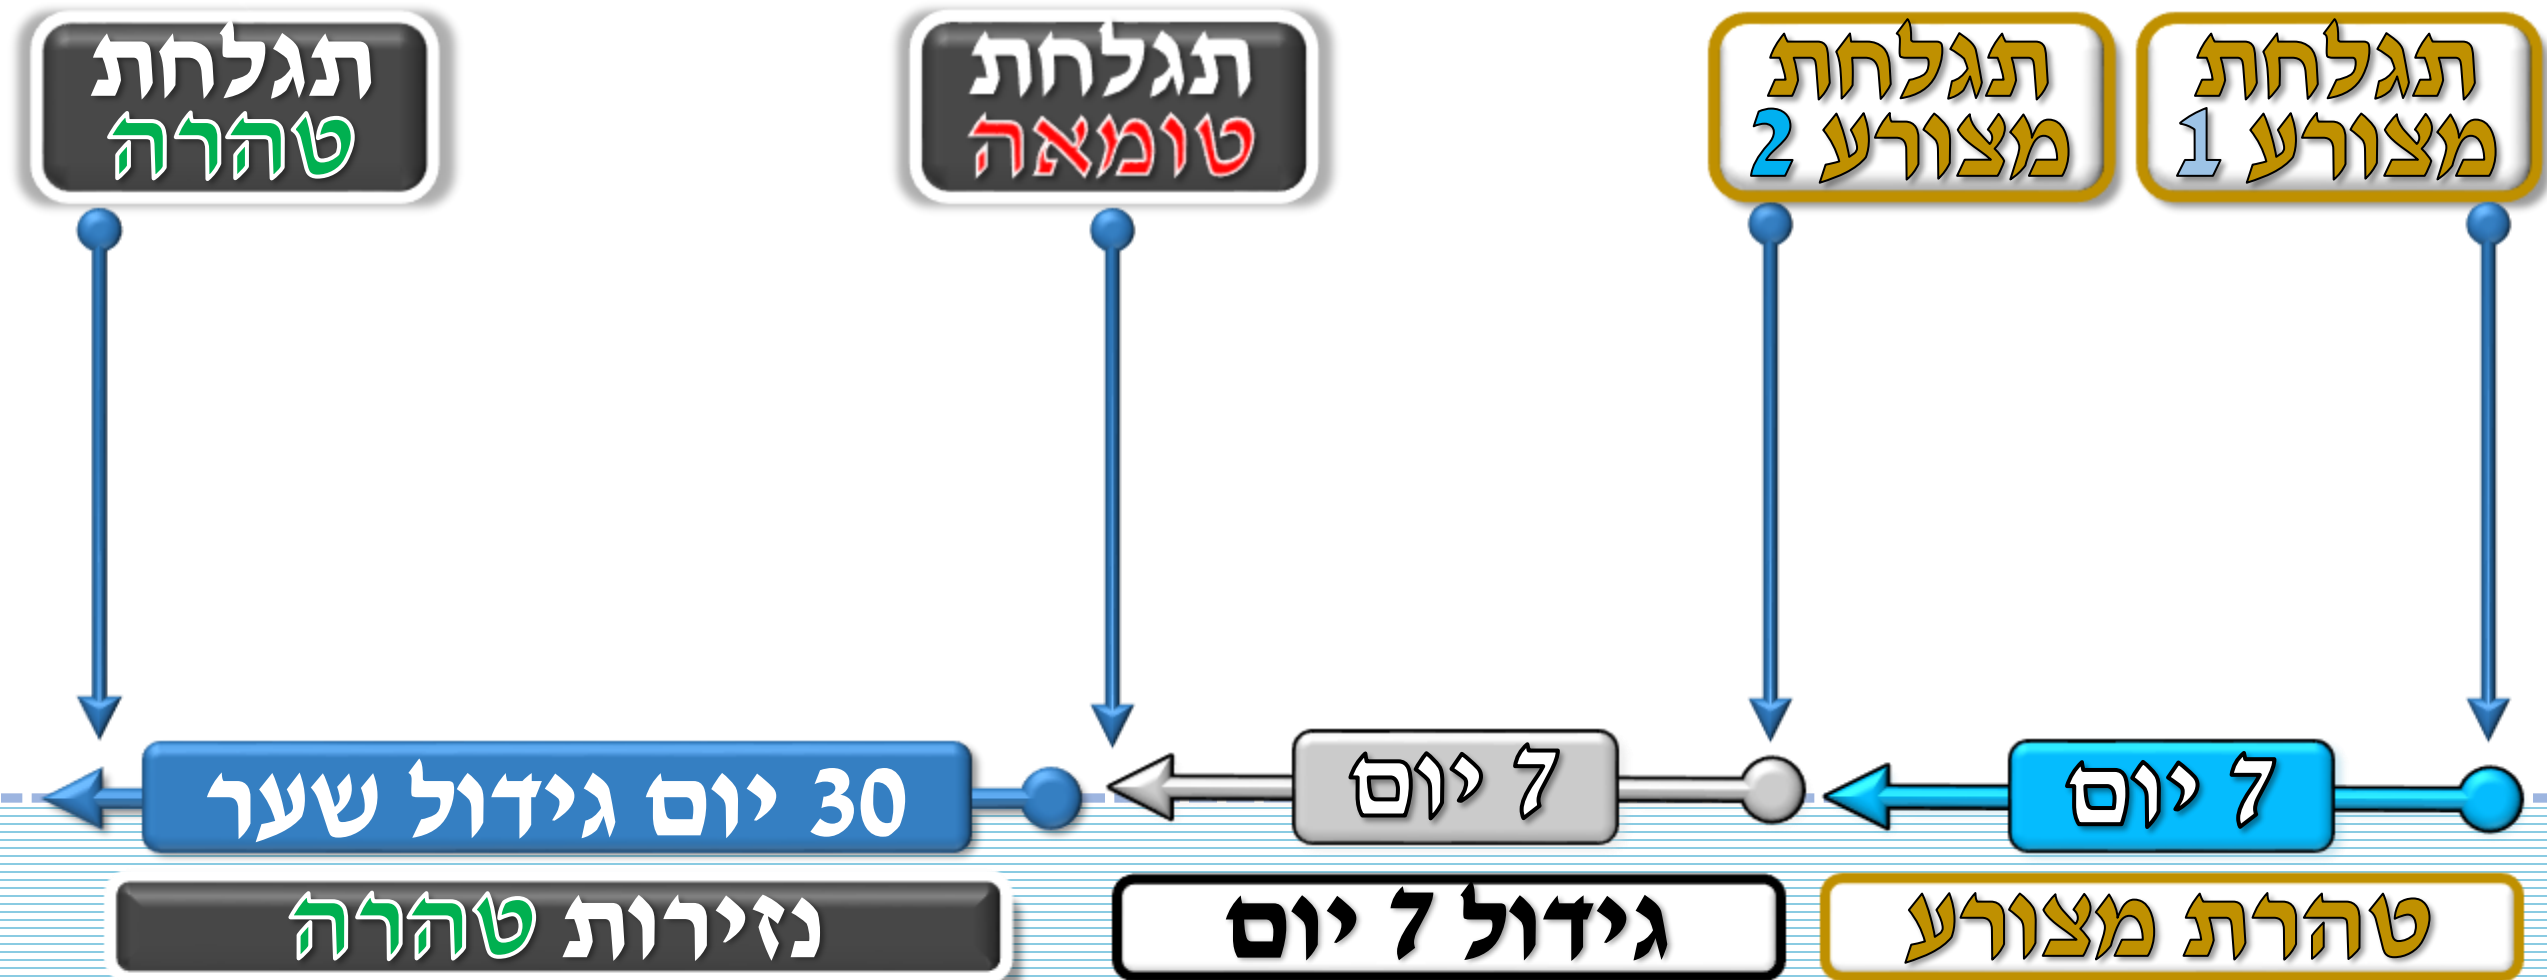 תגלחת
מצורע 1
תגלחת
מצורע 2
תגלחת
טומאה
תגלחת
טהרה
7 יום
7 יום
30 יום גידול שער
טהרת מצורע
גידול 7 יום
נזירות טהרה